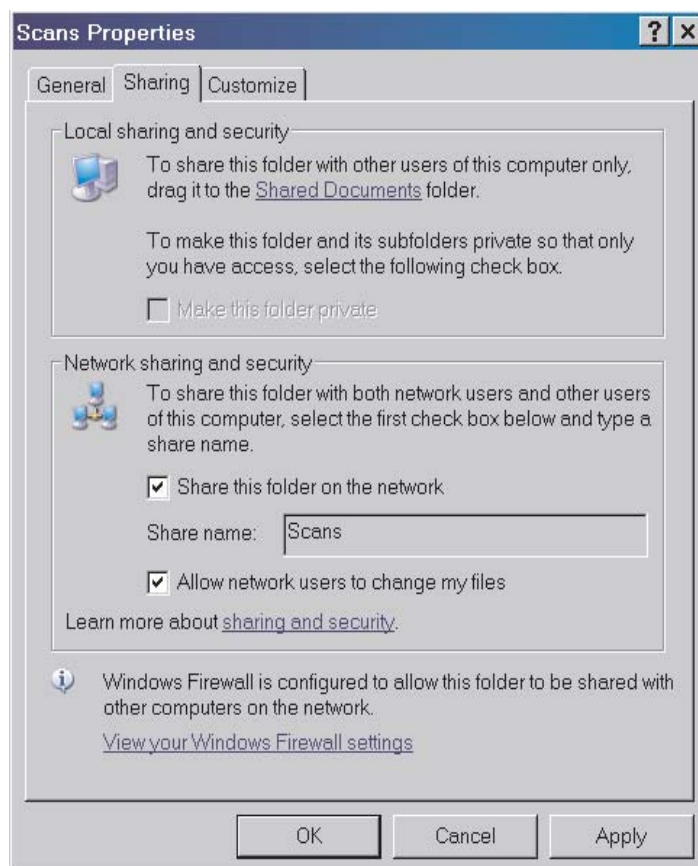 Scans Properties
General Sharing Customize
Local sharing and security
To share this folder with other users of this computer only,
drag it to the Shared Documents folder.
To make this folder and its subfolders private so that only
you have access, select the following check box.
Make this folder private
Network sharing and security
To share this folder with both network users and other users
of this computer, select the first check box below and type a
share name.
Share this folder on the network
Share name: Scans
Allow network users to change my files
Learn more about sharing and security.
Windows Firewall is configured to allow this folder to be shared with
other computers on the network.
View your Windows Firewall settings
OK Cancel Apply